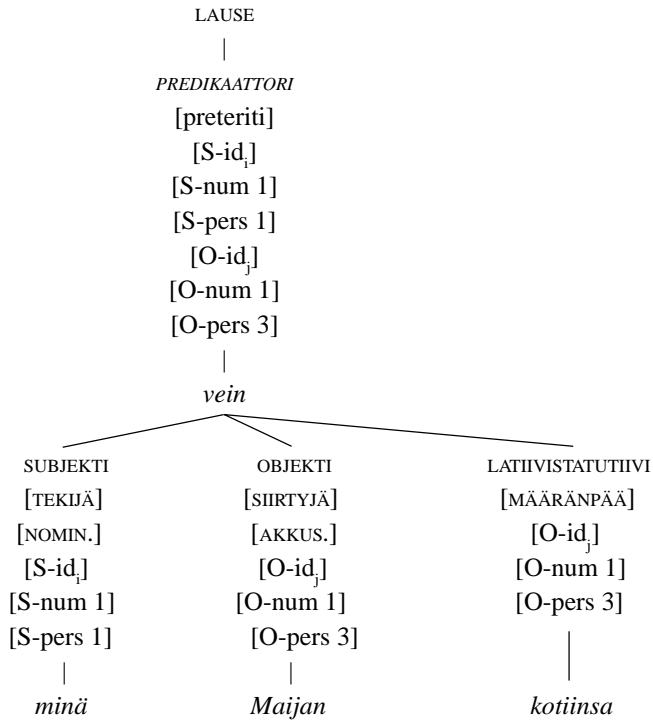 LAUSE
PREDIKAATTORI
[preteriti]
[S-idᵢ]
[S-num 1]
[S-pers 1]
[O-idⱼ]
[O-num 1]
[O-pers 3]
vein
SUBJEKTI
[TEKIJÄ]
[NOMIN.]
[S-idᵢ]
[S-num 1]
[S-pers 1]
minä
OBJEKTI
[SIIRTYJÄ]
[AKKUS.]
[O-idⱼ]
[O-num 1]
[O-pers 3]
Maijan
LATIIVISTATUTIIVI
[MÄÄRÄNPÄÄ]
[O-idⱼ]
[O-num 1]
[O-pers 3]
kotiinsa